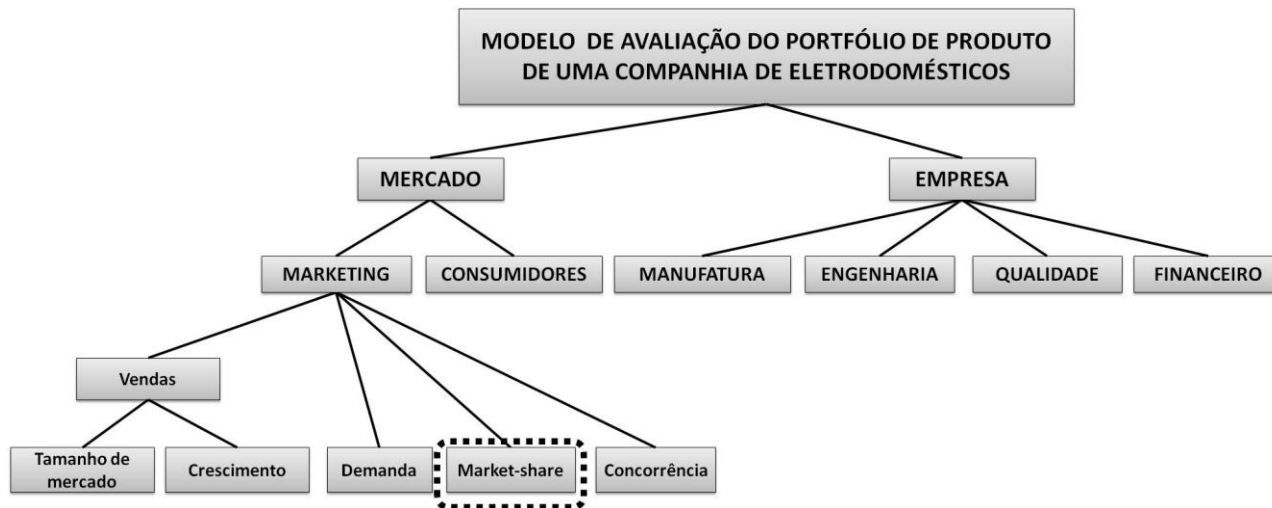 MODELO DE AVALIAÇÃO DO PORTFÓLIO DE PRODUTO
DE UMA COMPANHIA DE ELETRODOMÉSTICOS
MERCADO
EMPRESA
MARKETING
CONSUMIDORES
MANUFATURA
ENGENHARIA
QUALIDADE
FINANCEIRO
Vendas
Tamanho de
mercado
Crescimento
Demanda
Market-share
Concorrência